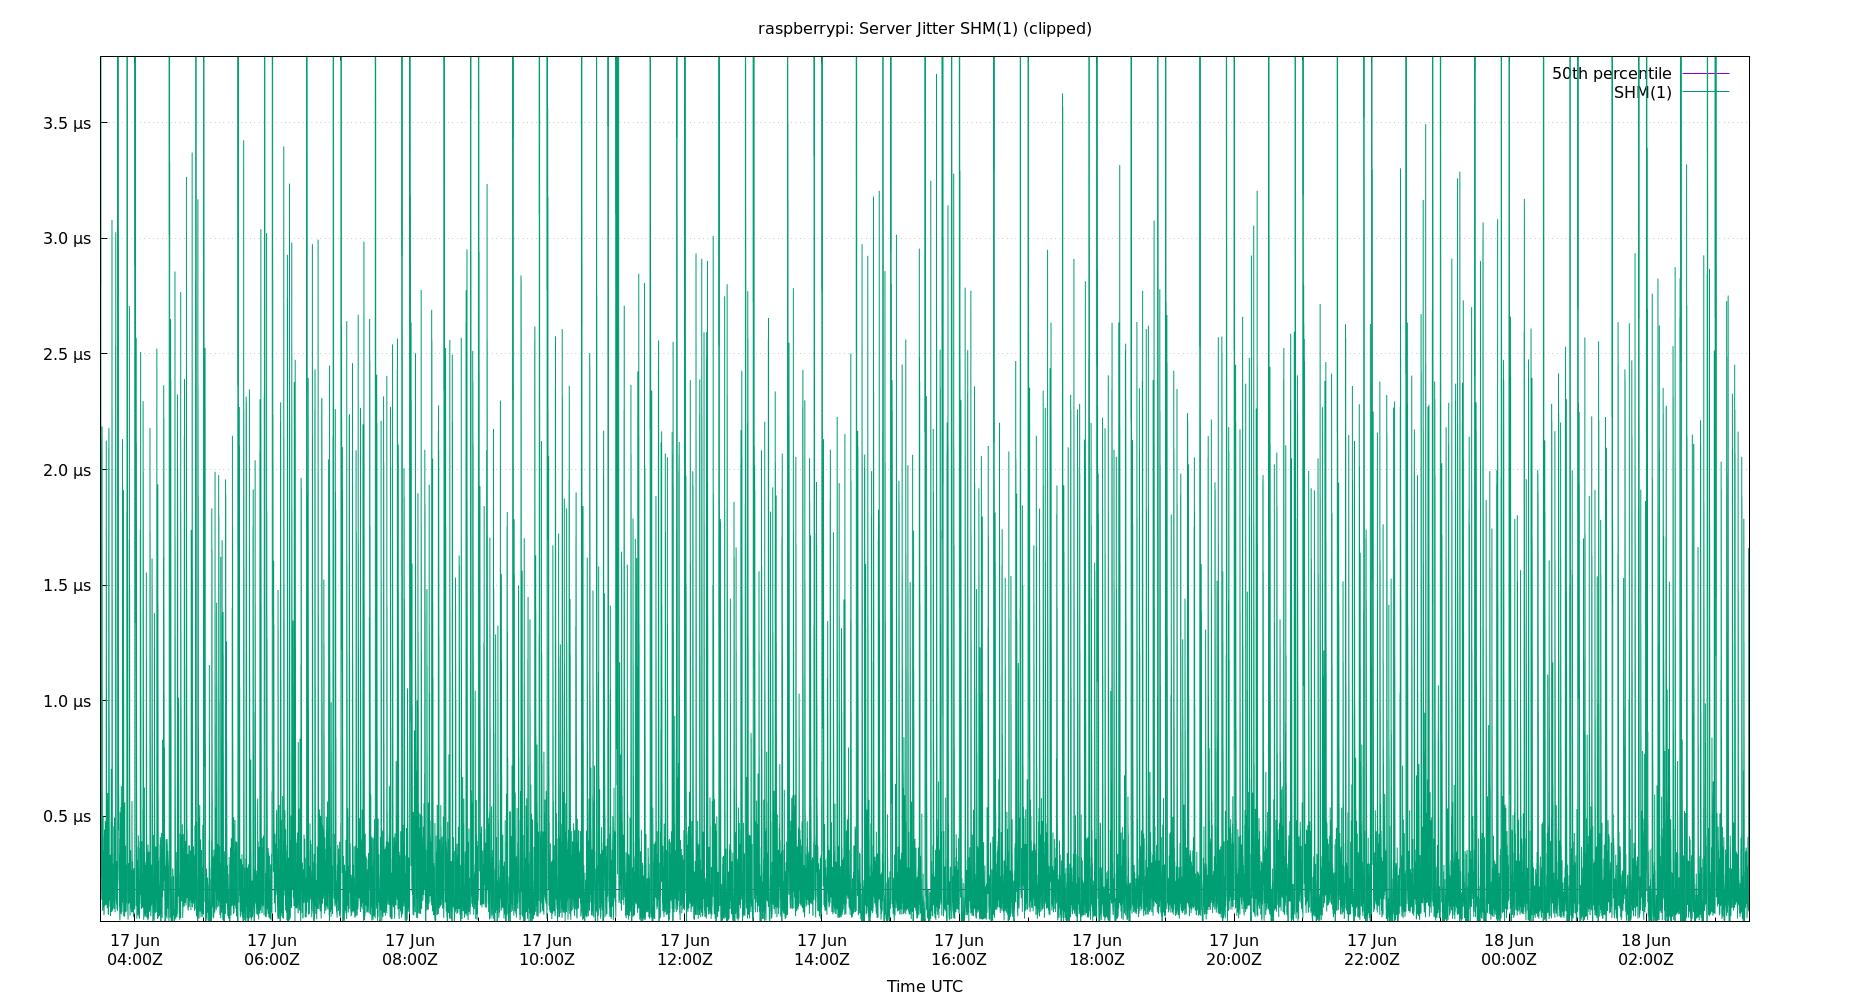 raspberrypi: Server Jitter SHM(1) (clipped)
50th percentile
SHM(1)
3.5 µs
3.0 µs
2.5 µs
2.0 µs
1.5 µs
1.0 µs
0.5 µs
17 Jun 17 Jun 17 Jun 17 Jun 17 Jun 17 Jun 17 Jun 17 Jun 17 Jun 17 Jun 18 Jun 18 Jun
04:00Z 06:00Z 08:00Z 10:00Z 12:00Z 14:00Z 16:00Z 18:00Z 20:00Z 22:00Z 00:00Z 02:00Z
Time UTC